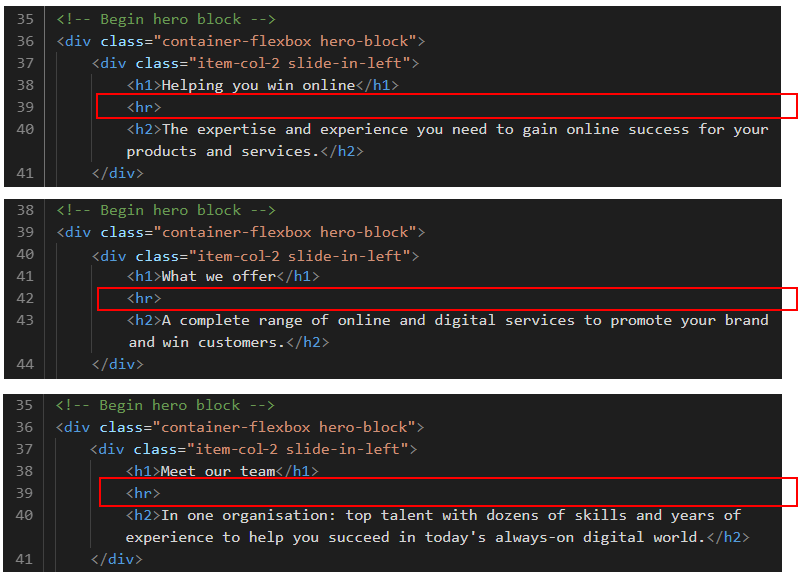 35 <!-- Begin hero block -->
36 <div class="container-flexbox hero-block">
37 <div class="item-col-2 slide-in-left">
38 <h1>Helping you win online</h1>
39 <hr>
40 <h2>The expertise and experience you need to gain online success for your
products and services.</h2>
41 </div>
38 <!-- Begin hero block -->
39 <div class="container-flexbox hero-block">
40 <div class="item-col-2 slide-in-left">
41 <h1>What we offer</h1>
42 <hr>
43 <h2>A complete range of online and digital services to promote your brand
and win customers.</h2>
44 </div>
35 <!-- Begin hero block -->
36 <div class="container-flexbox hero-block">
37 <div class="item-col-2 slide-in-left">
38 <h1>Meet our team</h1>
39 <hr>
40 <h2>In one organisation: top talent with dozens of skills and years of
experience to help you succeed in today's always-on digital world.</h2>
41 </div>